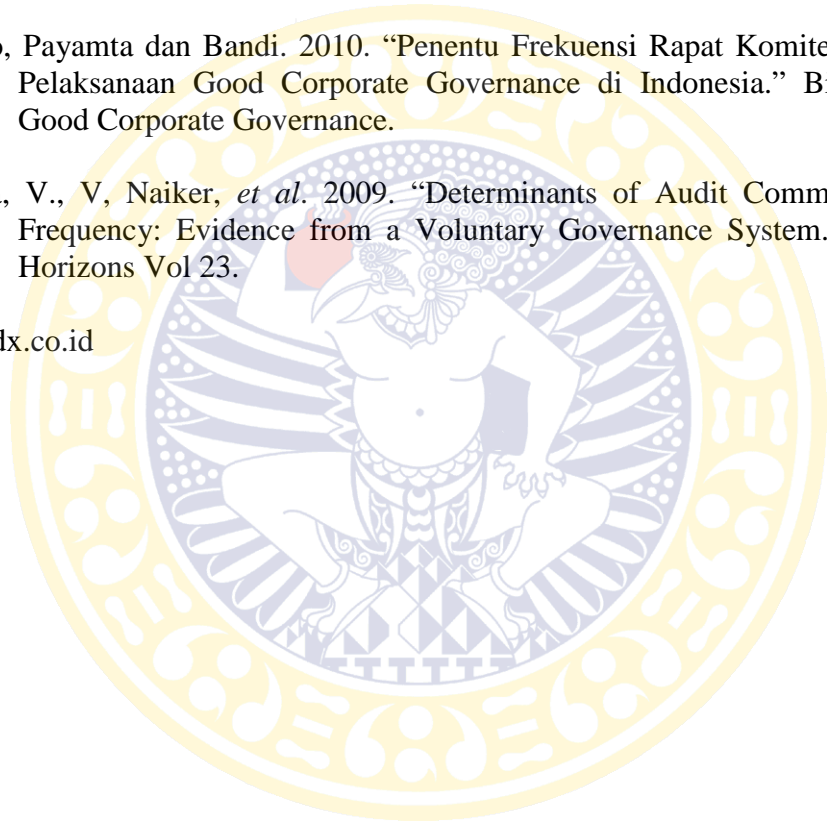 , Payamta dan Bandi. 2010. “Penentu Frekuensi Rapat Komite
Pelaksanaan Good Corporate Governance di Indonesia.”
Good Corporate Governance.
, V., V, Naiker, et al. 2009. “Determinants of Audit
Frequency: Evidence from a Voluntary Governance System.
Horizons Vol 23.
dx.co.id